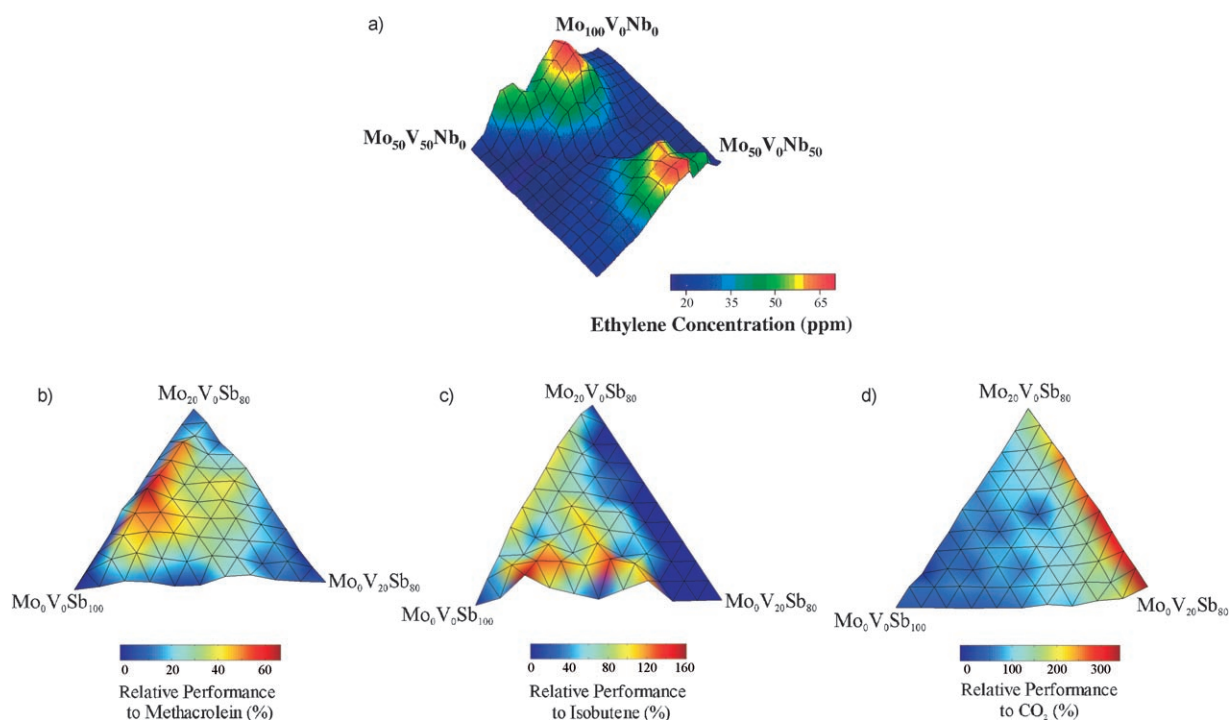 a)
Mo₁₀₀V₀Nb₀
Mo₅₀V₅₀Nb₀
Mo₅₀V₀Nb₅₀
20 35 50 65
Ethylene Concentration (ppm)
b)
Mo₂₀V₀Sb₈₀
Mo₀V₀Sb₁₀₀
Mo₀V₂₀Sb₈₀
0 20 40 60
Relative Performance
to Methacrolein (%)
c)
Mo₂₀V₀Sb₈₀
Mo₀V₀Sb₁₀₀
Mo₀V₂₀Sb₈₀
0 40 80 120 160
Relative Performance
to Isobutene (%)
d)
Mo₂₀V₀Sb₈₀
Mo₀V₀Sb₁₀₀
Mo₀V₂₀Sb₈₀
0 100 200 300
Relative Performance
to CO₂ (%)